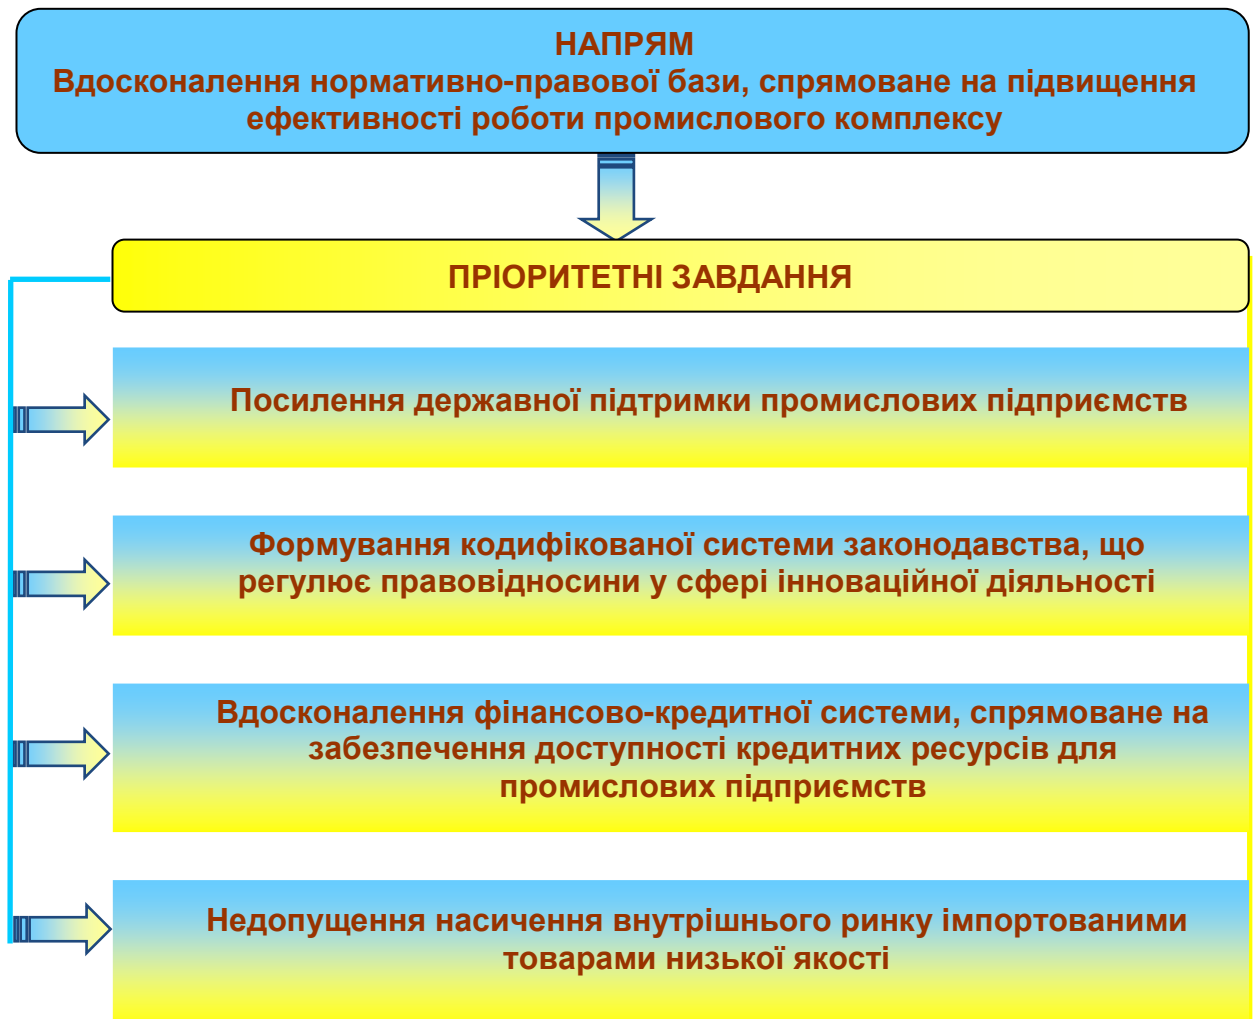 НАПРЯМ
Вдосконалення нормативно-правової бази, спрямоване на підвищення
ефективності роботи промислового комплексу
ПРІОРИТЕТНІ ЗАВДАННЯ
Посилення державної підтримки промислових підприємств
Формування кодифікованої системи законодавства, що
регулює правовідносини у сфері інноваційної діяльності
Вдосконалення фінансово-кредитної системи, спрямоване на
забезпечення доступності кредитних ресурсів для
промислових підприємств
Недопущення насичення внутрішнього ринку імпортованими
товарами низької якості